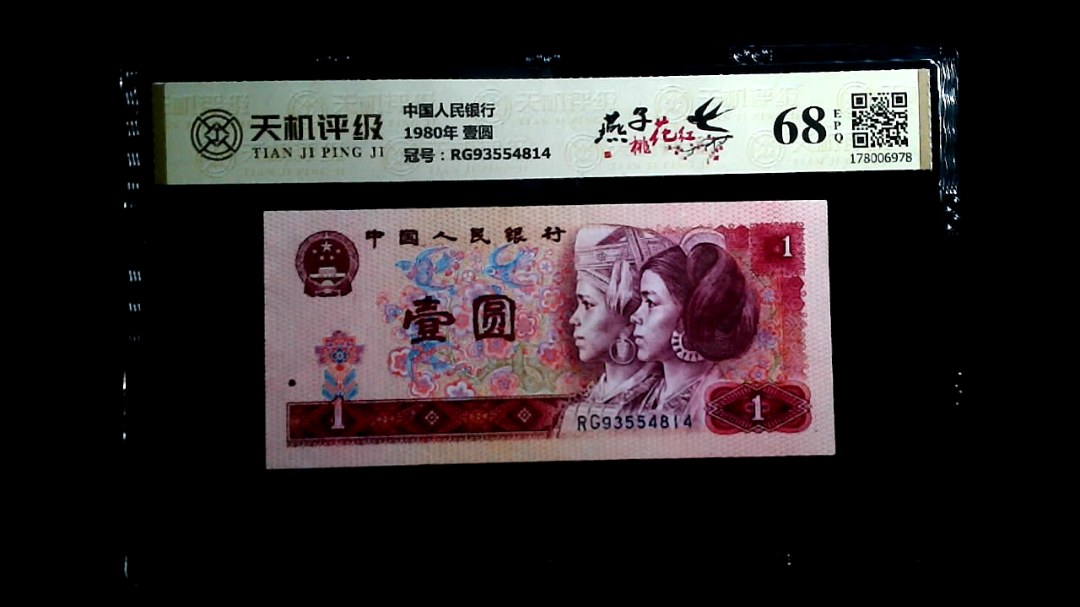 天机评级
TIAN JI PING JI
中国人民银行
1980年 壹圆
冠号：RG93554814
燕子
桃花红
68
EPQ
178006978
中国人民银行
1
壹圆
1
RG93554814
1